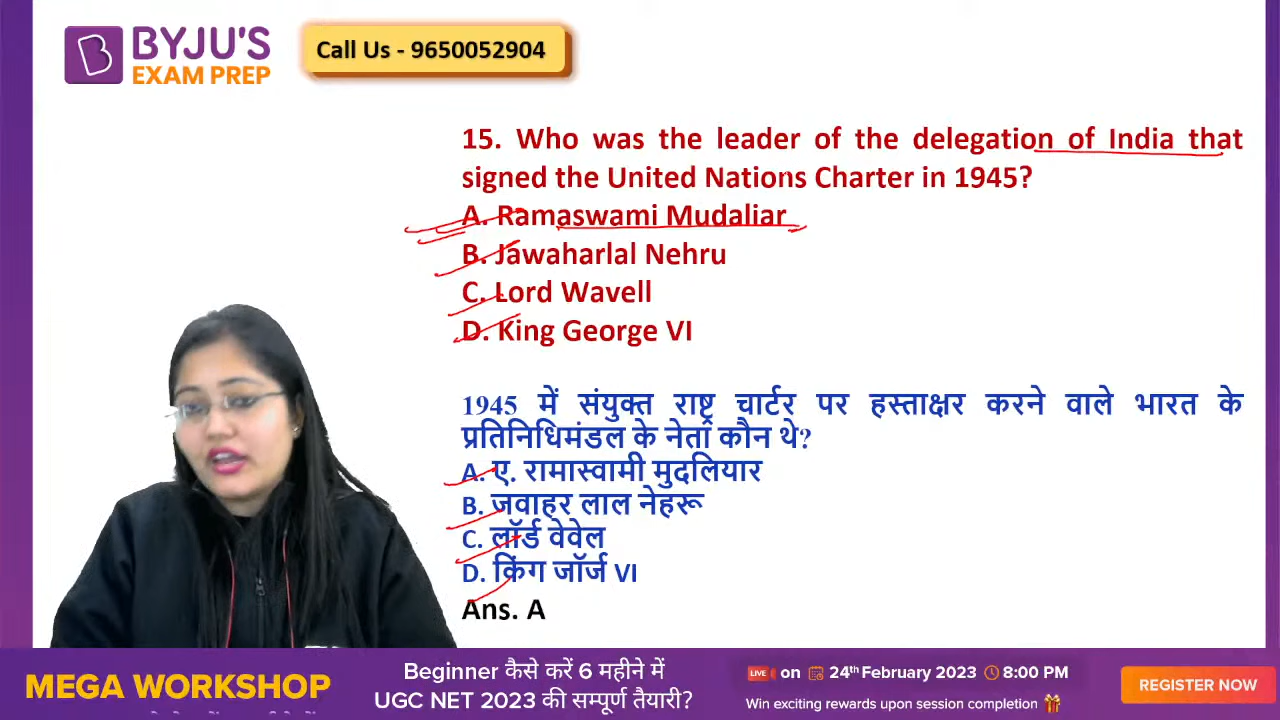 BYJU'S
EXAM PREP
Call Us - 9650052904
15. Who was the leader of the delegation of India that
signed the United Nations Charter in 1945?
A. Ramaswami Mudaliar
B. Jawaharlal Nehru
C. Lord Wavell
D. King George VI
1945 में संयुक्त राष्ट्र चार्टर पर हस्ताक्षर करने वाले भारत के
प्रतिनिधिमंडल के नेता कौन थे?
A. ए. रामास्वामी मुदलियार
B. जवाहर लाल नेहरू
C. लॉर्ड वेवेल
D. किंग जॉर्ज VI
Ans. A
MEGA WORKSHOP
Beginner कैसे करें 6 महीने में
UGC NET 2023 की सम्पूर्ण तैयारी?
LIVE on 24th February 2023 8:00 PM
Win exciting rewards upon session completion
REGISTER NOW